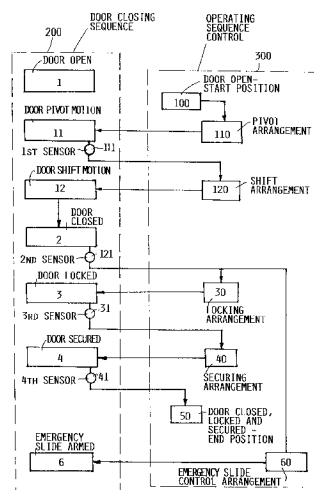 200
DOOR CLOSING
SEQUENCE
OPERATING
SEQUENCE
CONTROL
300
DOOR OPEN
1
DOOR OPEN-
START POSITION
100
DOOR PIVOT MOTION
11
110
PIVOT
ARRANGEMENT
1ST SENSOR
111
DOOR SHIFT MOTION
12
120
SHIFT
ARRANGEMENT
DOOR
CLOSED
2
2ND SENSOR
121
DOOR LOCKED
3
30
LOCKING
ARRANGEMENT
3RD SENSOR
31
DOOR SECURED
4
40
SECURING
ARRANGEMENT
4TH SENSOR
41
50
DOOR CLOSED,
LOCKED AND
SECURED -
END POSITION
EMERGENCY
SLIDE ARMED
6
60
EMERGENCY SLIDE
CONTROL ARRANGEMENT